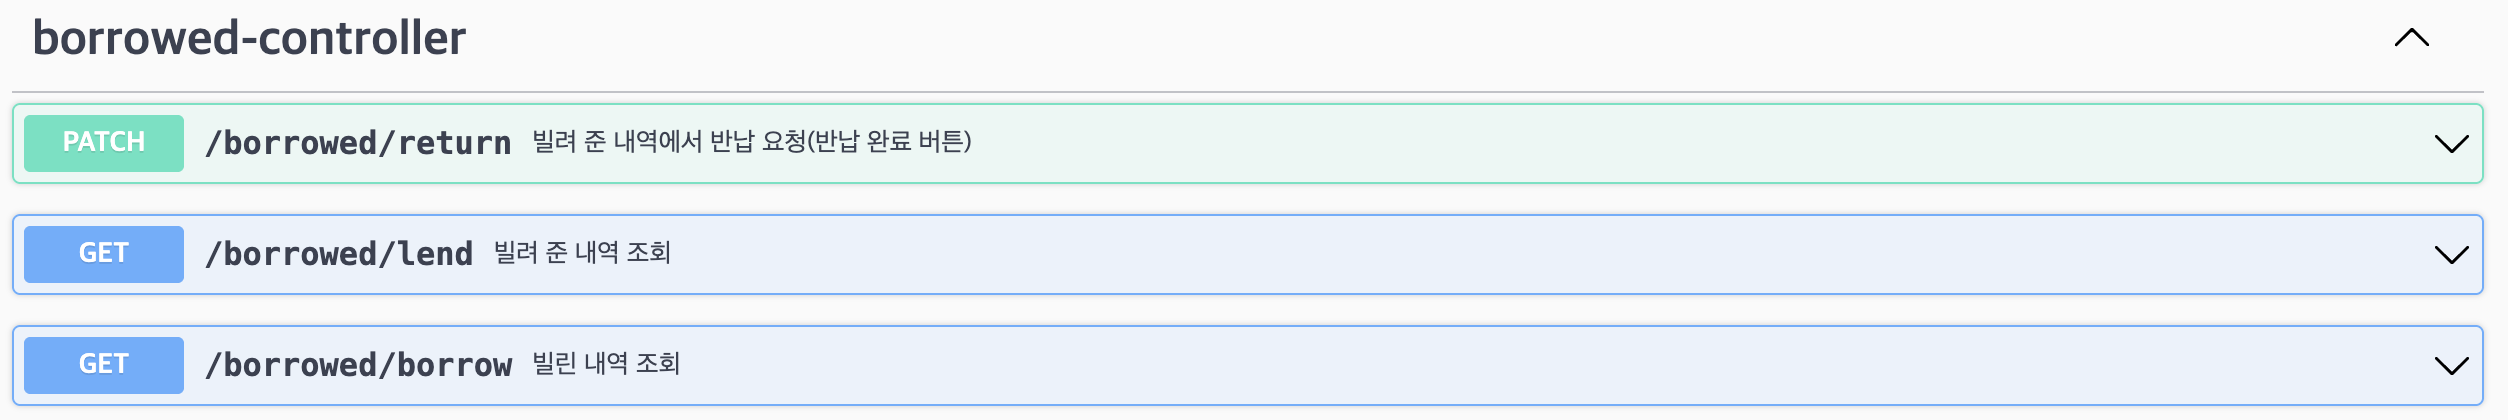 borrowed-controller
PATCH /borrowed/return 빌려 준 내역에서 반납 요청(반납 완료 버튼)
GET /borrowed/lend 빌려 준 내역 조회
GET /borrowed/borrow 빌린 내역 조회